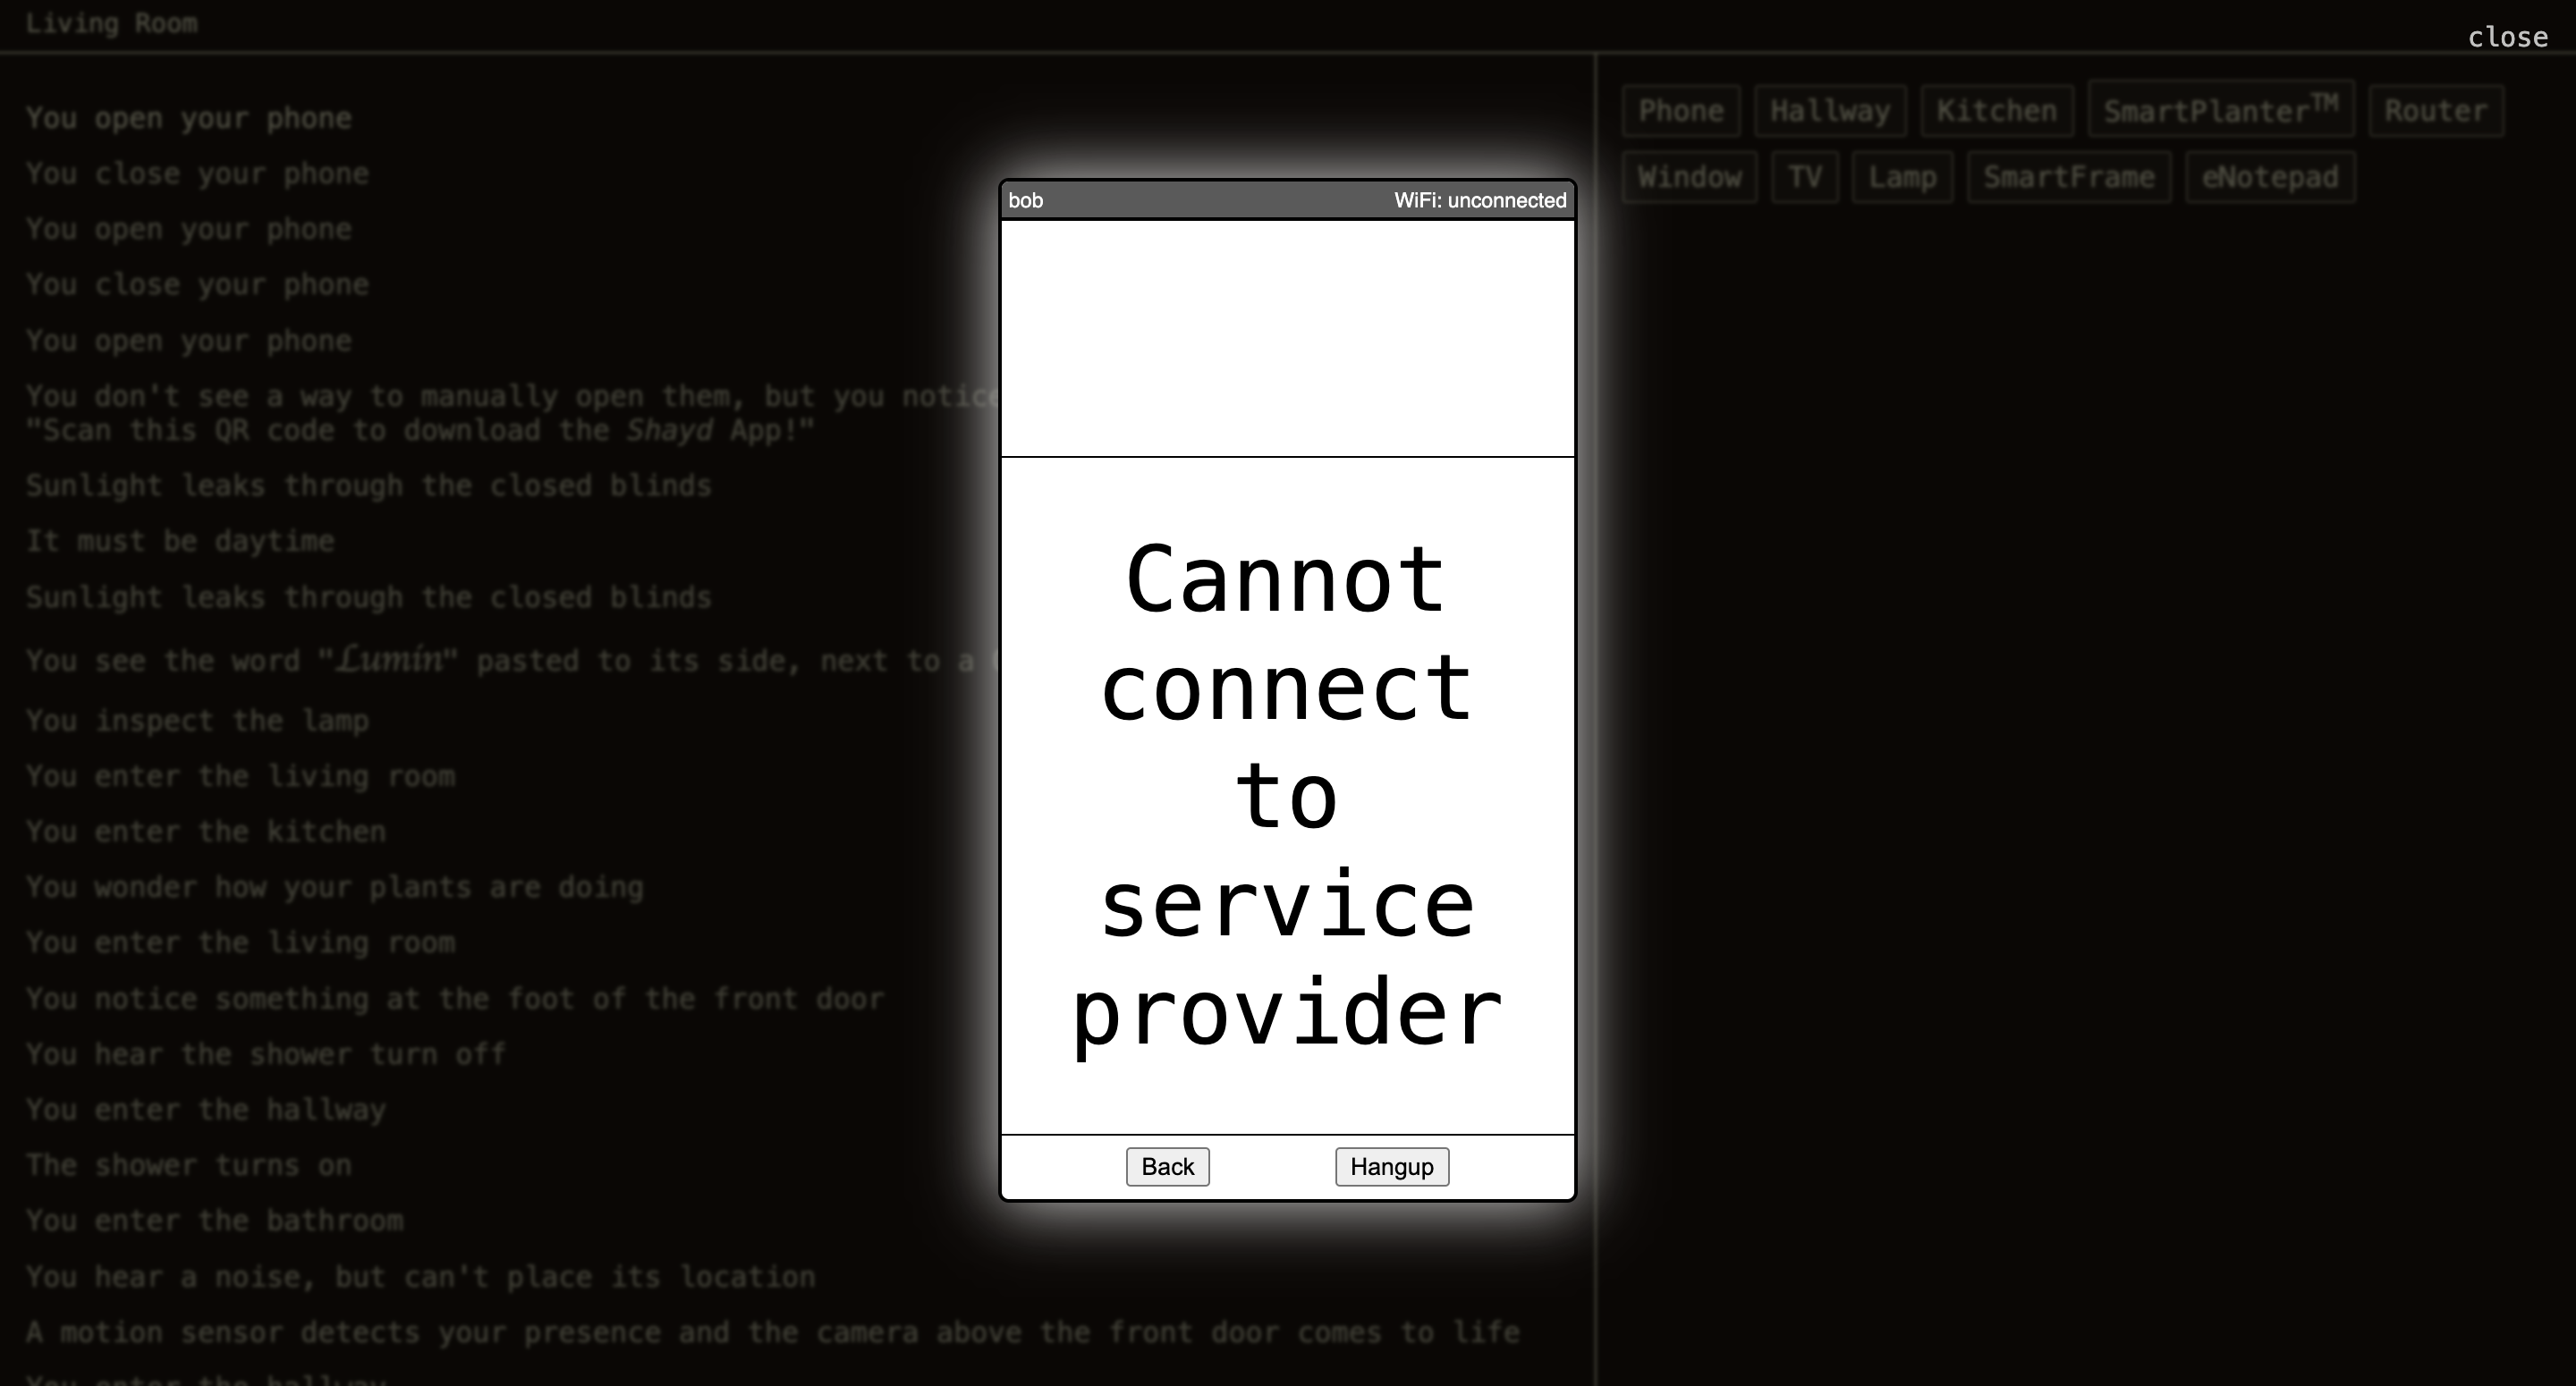 Living Room
close
You open your phone
You close your phone
You open your phone
You close your phone
You open your phone
You don't see a way to manually open them, but you notice
"Scan this QR code to download the Shayd App!"
Sunlight leaks through the closed blinds
It must be daytime
Sunlight leaks through the closed blinds
You see the word "Lumin" pasted to its side, next to a
You inspect the lamp
You enter the living room
You enter the kitchen
You wonder how your plants are doing
You enter the living room
You notice something at the foot of the front door
You hear the shower turn off
You enter the hallway
The shower turns on
You enter the bathroom
You hear a noise, but can't place its location
A motion sensor detects your presence and the camera above the front door comes to life
You enter the hallway
bob WiFi: unconnected
Cannot
connect
to
service
provider
Back Hangup
Phone Hallway Kitchen SmartPlanter™ Router
Window TV Lamp SmartFrame eNotepad